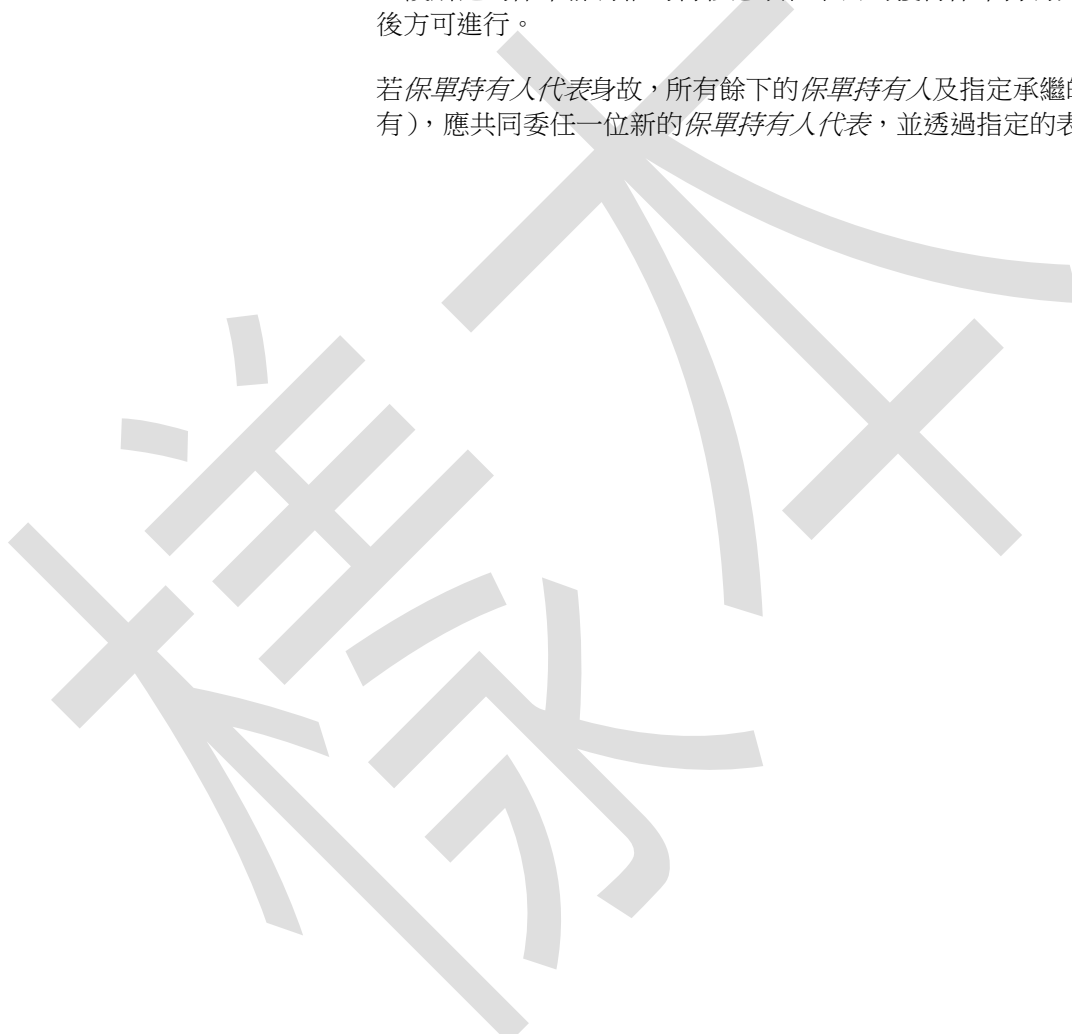 後方可進行。
若保單持有人代表身故，所有餘下的保單持有人及指定承繼的
有），應共同委任一位新的保單持有人代表，並透過指定的表
樣本